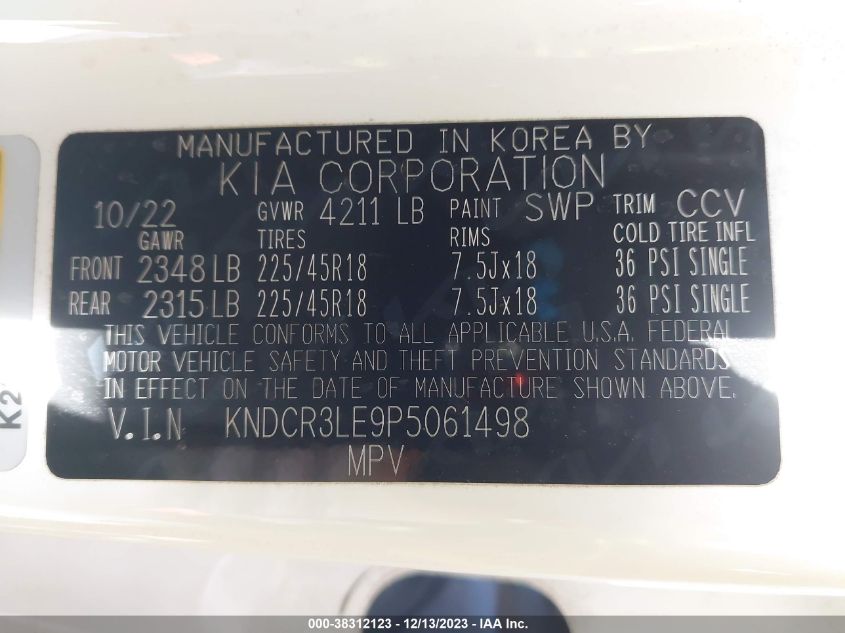 MANUFACTURED IN KOREA BY
KIA CORPORATION
10/22 GVWR 4211 LB PAINT SWP TRIM CCV
GAWR TIRES RIMS COLD TIRE INFL
FRONT 2348 LB 225/45R18 7.5Jx18 36 PSI SINGLE
REAR 2315 LB 225/45R18 7.5Jx18 36 PSI SINGLE
THIS VEHICLE CONFORMS TO ALL APPLICABLE U.S.A. FEDERAL
MOTOR VEHICLE SAFETY AND THEFT PREVENTION STANDARDS
IN EFFECT ON THE DATE OF MANUFACTURE SHOWN ABOVE.
V.I.N KNDCR3LE9P5061498
MPV
K2
000-38312123 - 12/13/2023 - IAA Inc.